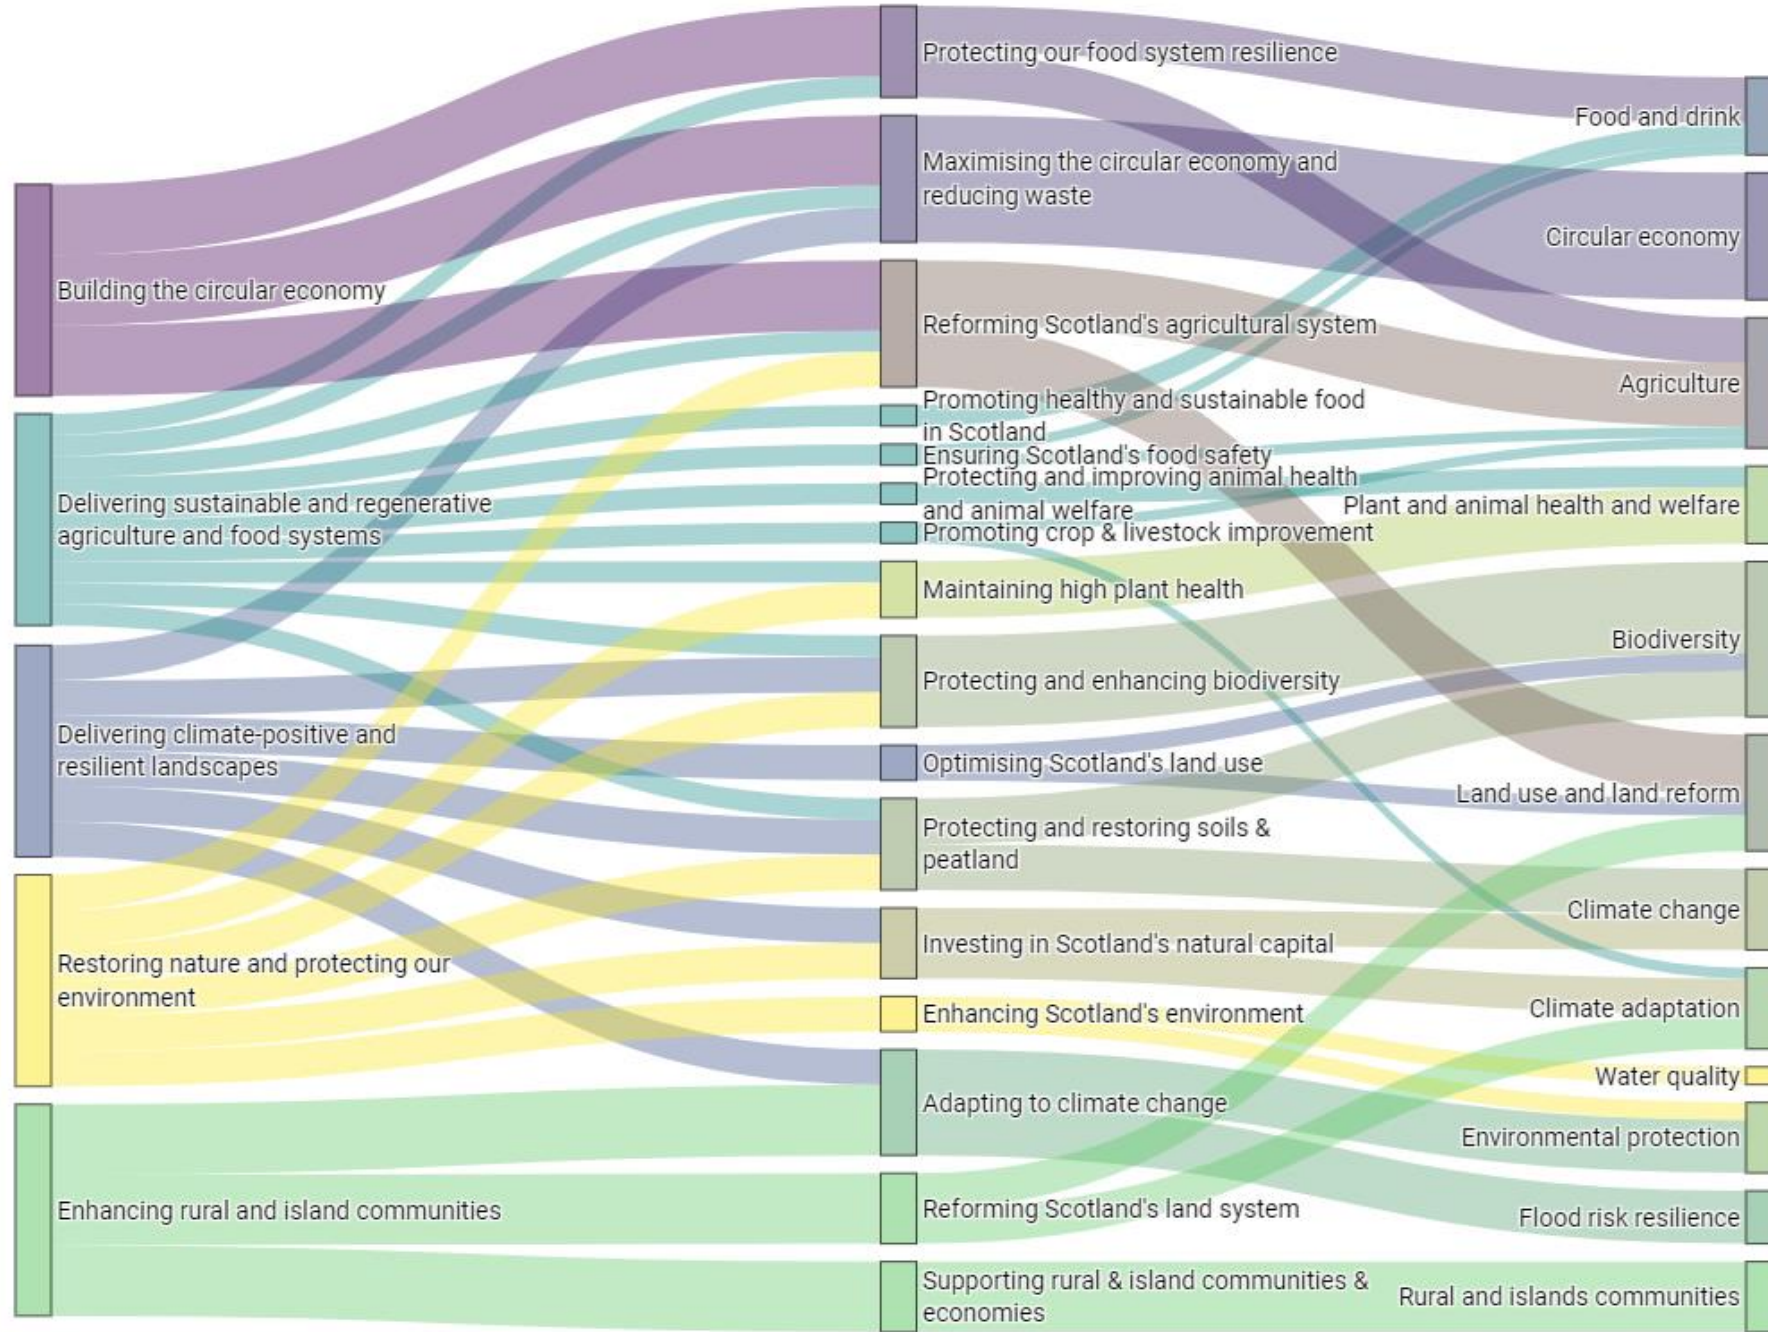 Building the circular economy
Delivering sustainable and regenerative
agriculture and food systems
Delivering climate-positive and
resilient landscapes
Restoring nature and protecting our
environment
Enhancing rural and island communities
Protecting our food system resilience
Maximising the circular economy and
reducing waste
Reforming Scotland's agricultural system
Promoting healthy and sustainable food
in Scotland
Ensuring Scotland's food safety
Protecting and improving animal health
and animal welfare
Promoting crop & livestock improvement
Maintaining high plant health
Protecting and enhancing biodiversity
Optimising Scotland's land use
Protecting and restoring soils &
peatland
Investing in Scotland's natural capital
Enhancing Scotland's environment
Adapting to climate change
Reforming Scotland's land system
Supporting rural & island communities &
economies
Food and drink
Circular economy
Agriculture
Plant and animal health and welfare
Biodiversity
Land use and land reform
Climate change
Climate adaptation
Water quality
Environmental protection
Flood risk resilience
Rural and islands communities